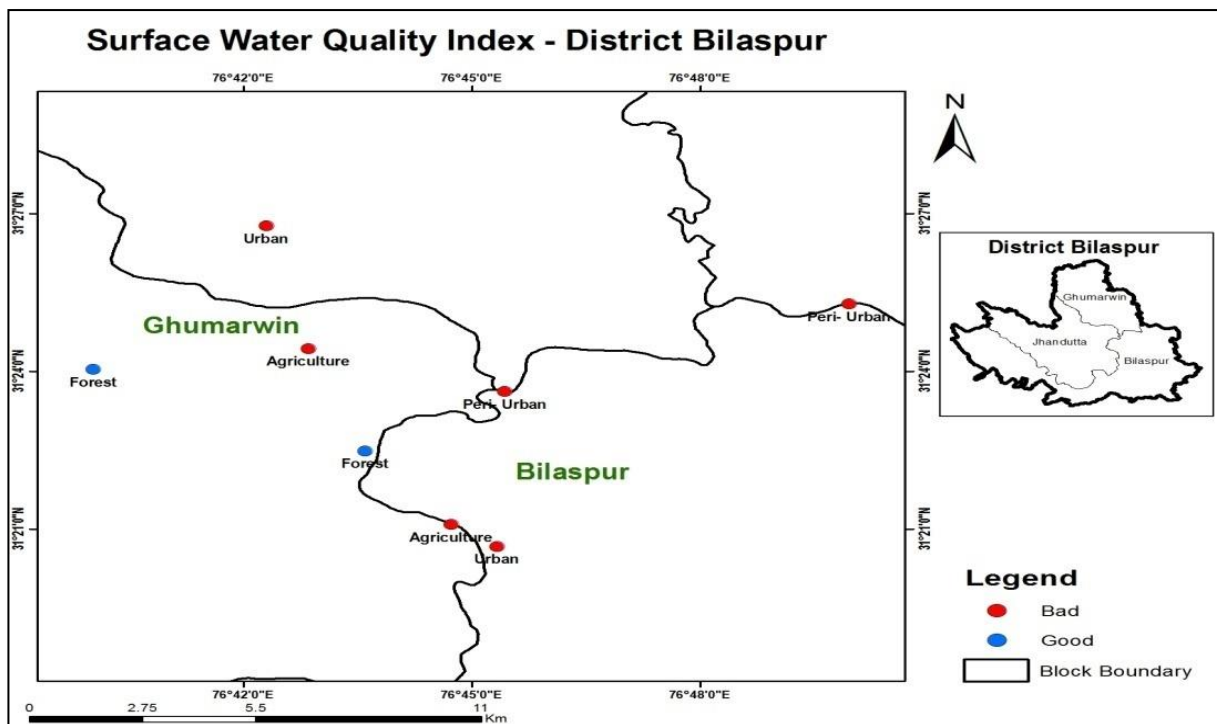 Surface Water Quality Index - District Bilaspur
76°42'0"E 76°45'0"E 76°48'0"E
N
31°27'0"N 31°27'0"N
Urban
District Bilaspur
Ghumarwin
Jhandutta
Bilaspur
Ghumarwin
Peri- Urban
Agriculture
31°24'0"N 31°24'0"N
Forest
Peri- Urban
Forest
Bilaspur
31°21'0"N 31°21'0"N
Agriculture
Urban
Legend
Bad
Good
Block Boundary
76°42'0"E 76°45'0"E 76°48'0"E
0 2.75 5.5 11
Km